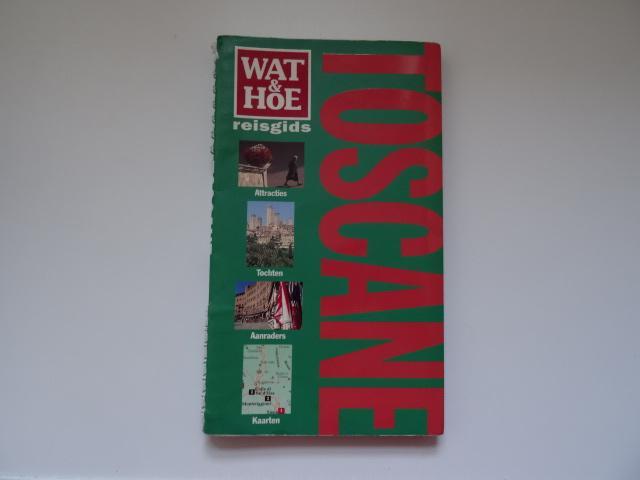 WAT
&
HOE
reisgids
Attracties
Tochten
Aanraders
Kaarten
TOSCANE